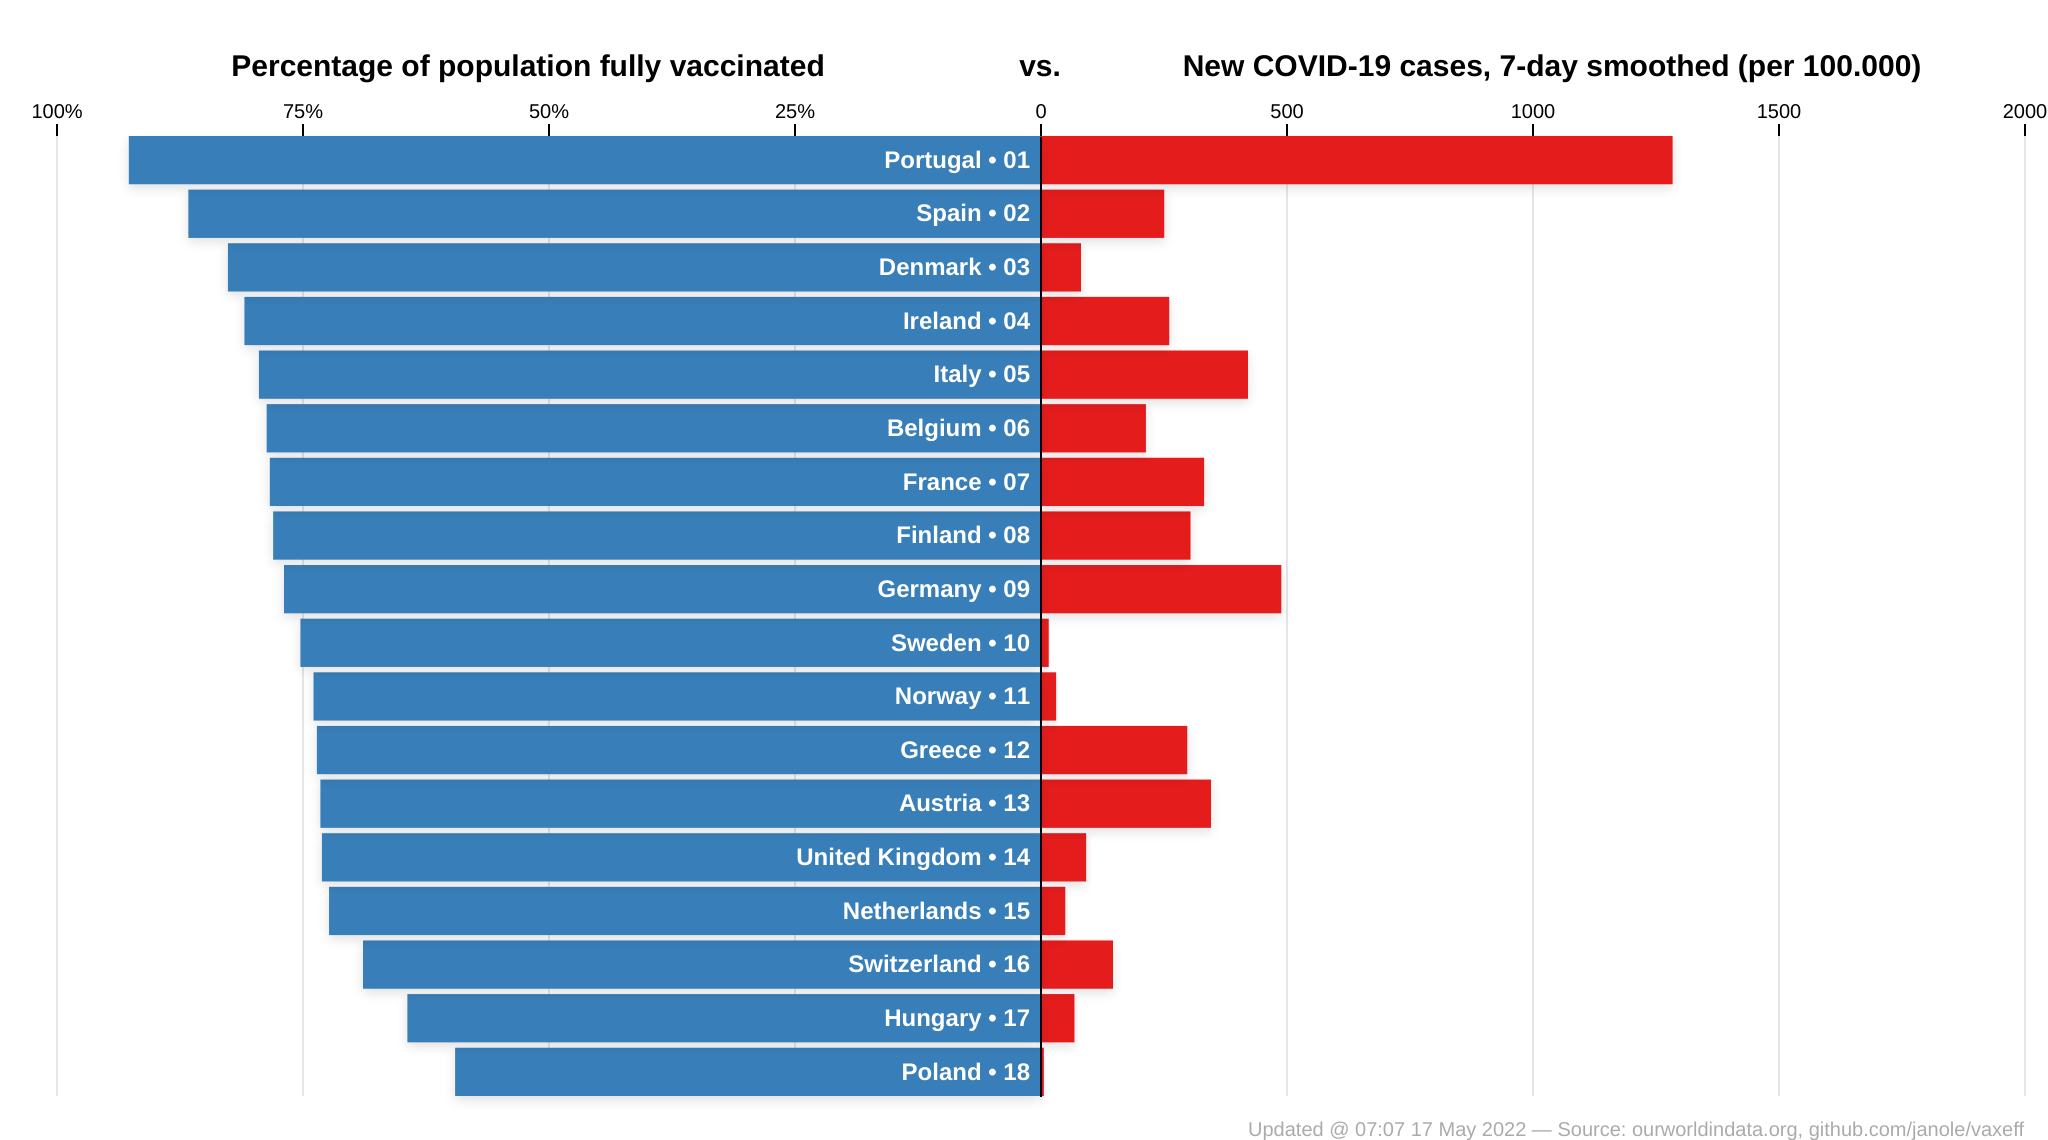 Percentage of population fully vaccinated vs. New COVID-19 cases, 7-day smoothed (per 100.000)
100% 75% 50% 25% 0 500 1000 1500 2000
Portugal • 01
Spain • 02
Denmark • 03
Ireland • 04
Italy • 05
Belgium • 06
France • 07
Finland • 08
Germany • 09
Sweden • 10
Norway • 11
Greece • 12
Austria • 13
United Kingdom • 14
Netherlands • 15
Switzerland • 16
Hungary • 17
Poland • 18
Updated @ 07:07 17 May 2022 — Source: ourworldindata.org, github.com/janole/vaxeff